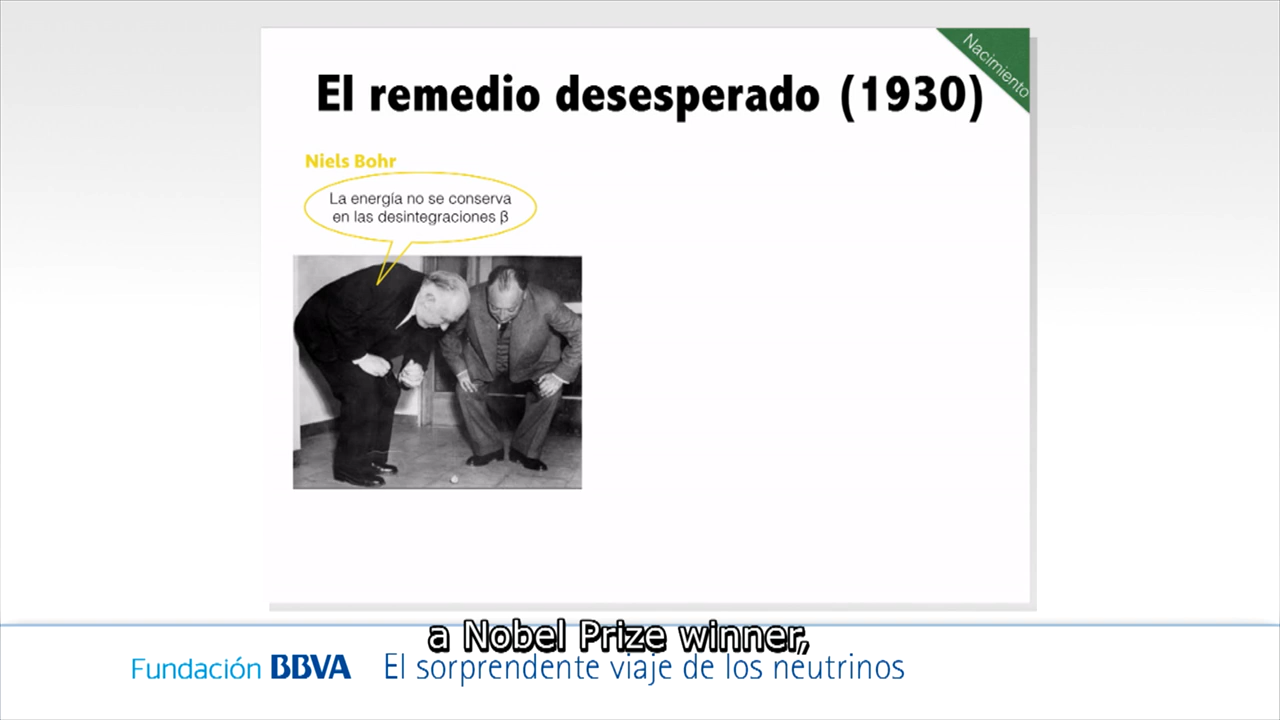 Nacimiento
El remedio desesperado (1930)
Niels Bohr
La energía no se conserva
en las desintegraciones β
a Nobel Prize winner,
Fundación BBVA El sorprendente viaje de los neutrinos